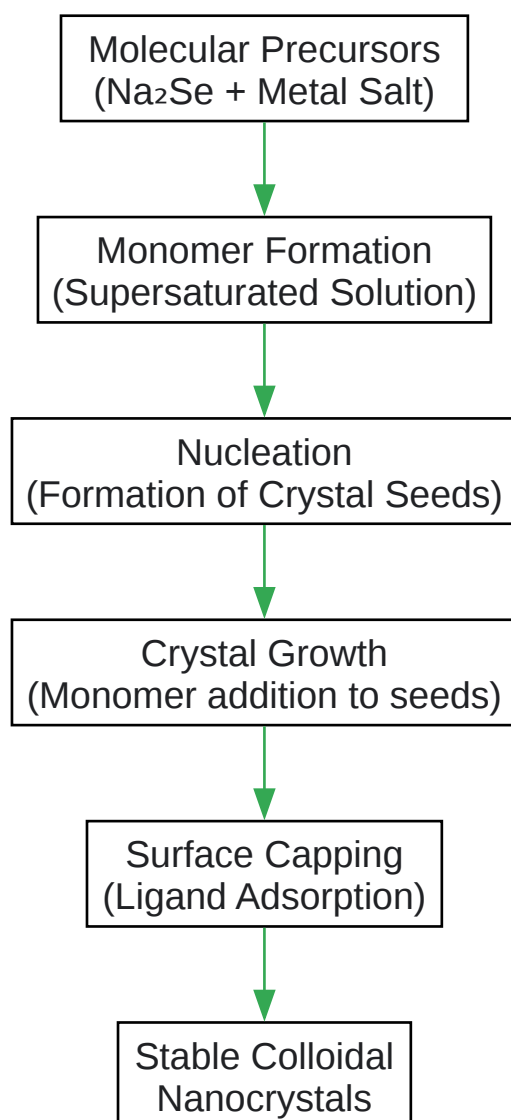 Molecular Precursors
(Na₂Se + Metal Salt)
Monomer Formation
(Supersaturated Solution)
Nucleation
(Formation of Crystal Seeds)
Crystal Growth
(Monomer addition to seeds)
Surface Capping
(Ligand Adsorption)
Stable Colloidal
Nanocrystals